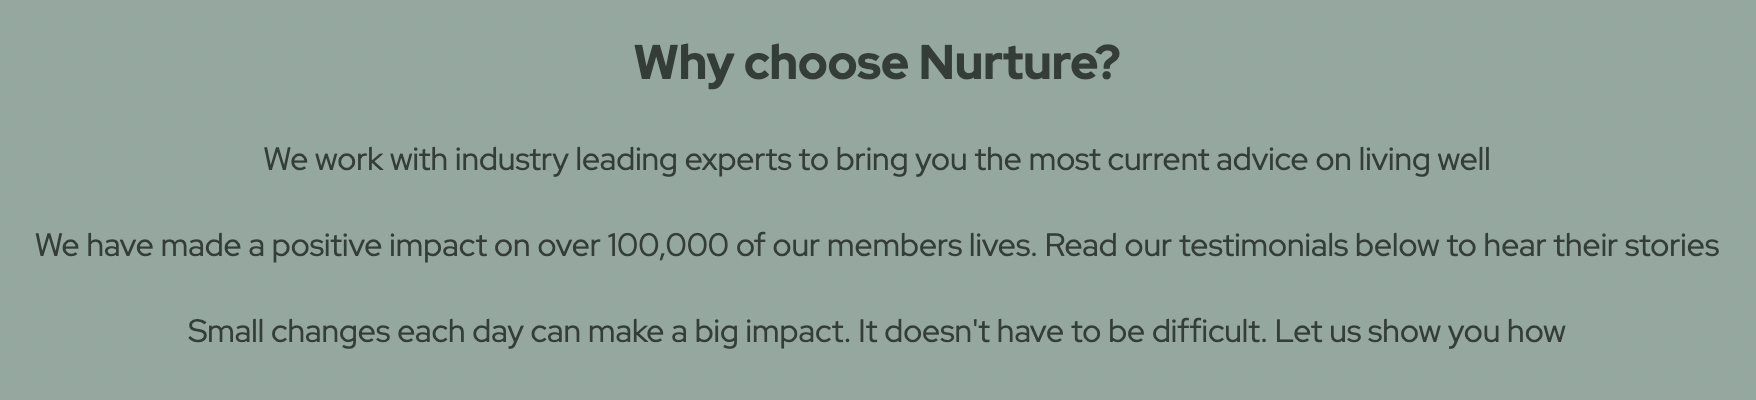 Why choose Nurture?
We work with industry leading experts to bring you the most current advice on living well
We have made a positive impact on over 100,000 of our members lives. Read our testimonials below to hear their stories
Small changes each day can make a big impact. It doesn't have to be difficult. Let us show you how